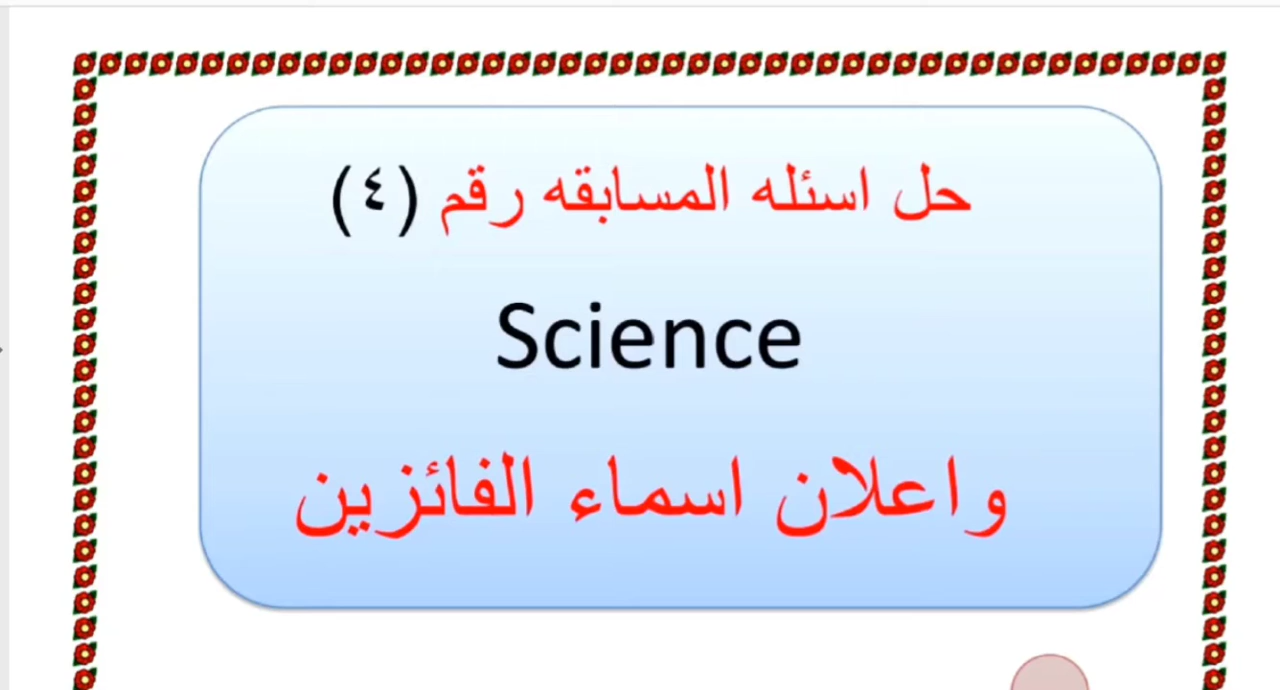 حل اسئله المسابقه رقم (٤)
Science
واعلان اسماء الفائزين